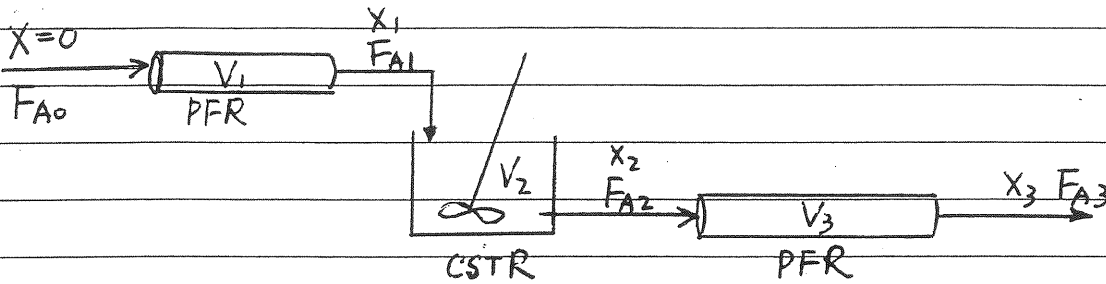 X=0
F_A0
V_1
PFR
X_1
F_A1
V_2
CSTR
X_2
F_A2
V_3
PFR
X_3 F_A3